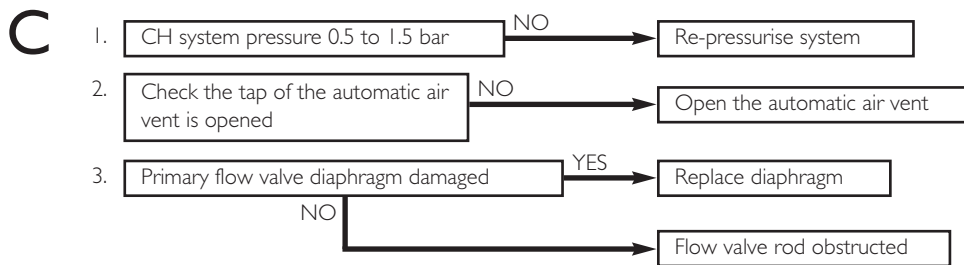 C
1. CH system pressure 0.5 to 1.5 bar NO Re-pressurise system
2. Check the tap of the automatic air NO Open the automatic air vent
vent is opened
3. Primary flow valve diaphragm damaged YES Replace diaphragm
NO
Flow valve rod obstructed